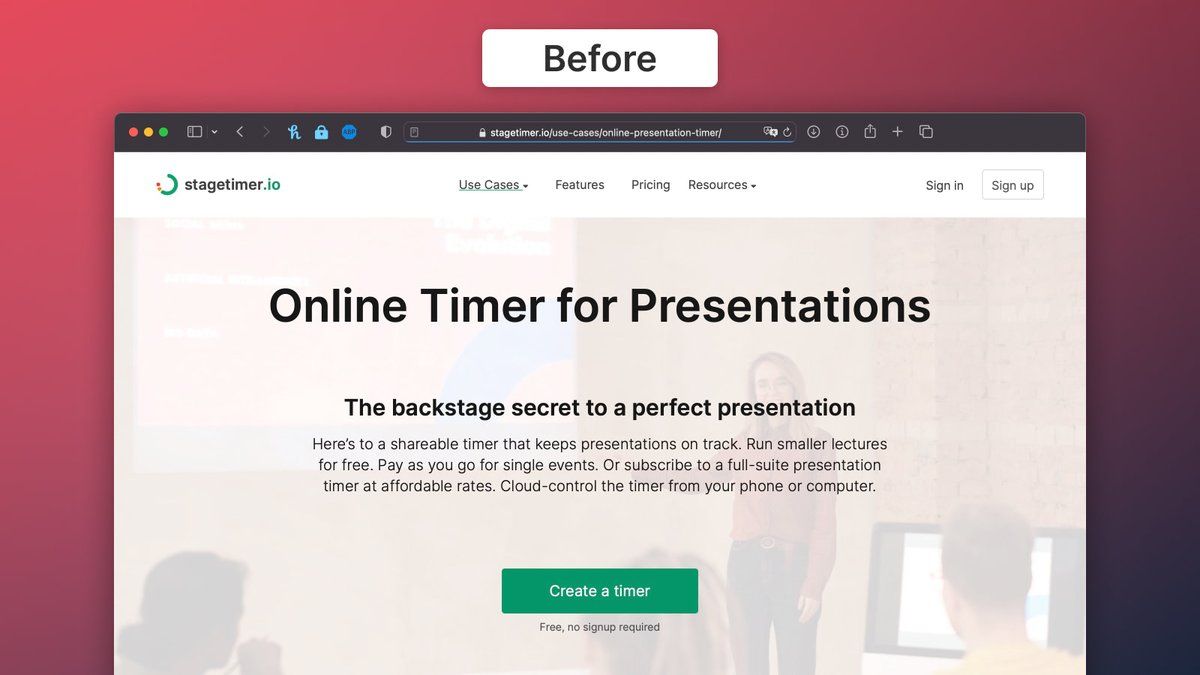 Before
ABP
stagetimer.io/use-cases/online-presentation-timer/
stagetimer.io
Use Cases
Features
Pricing
Resources
Sign in
Sign up
Evolution
Online Timer for Presentations
The backstage secret to a perfect presentation
Here’s to a shareable timer that keeps presentations on track. Run smaller lectures
for free. Pay as you go for single events. Or subscribe to a full-suite presentation
timer at affordable rates. Cloud-control the timer from your phone or computer.
Create a timer
Free, no signup required